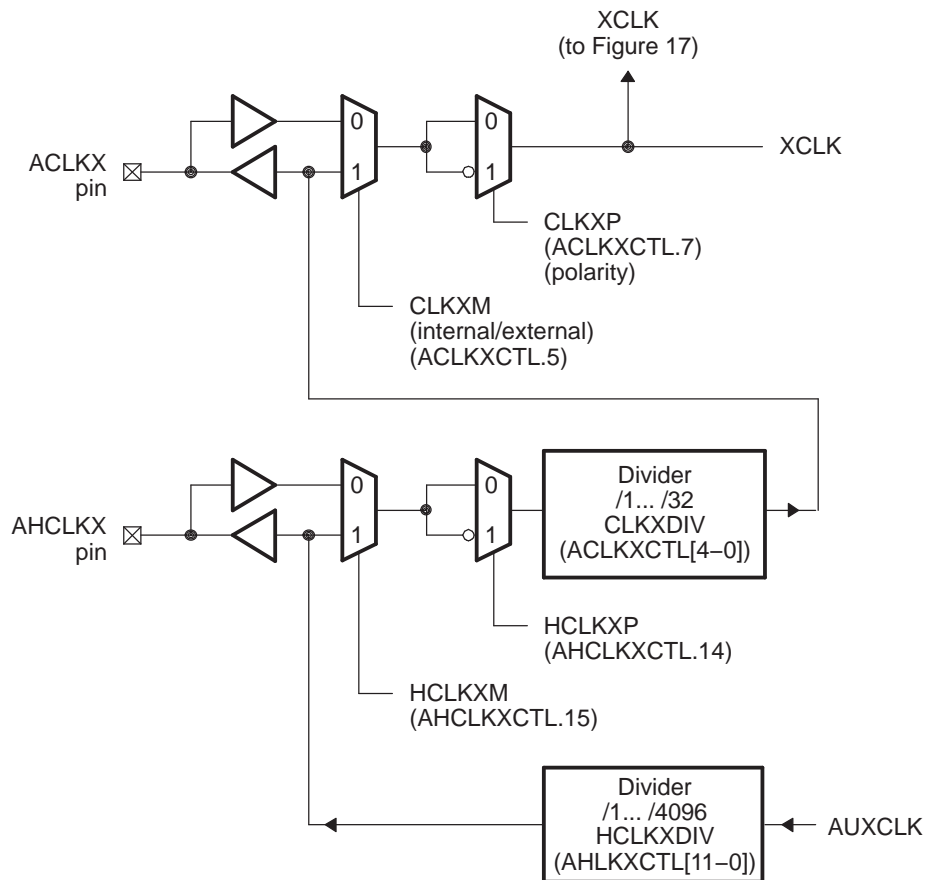 XCLK
(to Figure 17)
0
0
ACLKX
pin
1
1
XCLK
CLKXP
(ACLKXCTL.7)
(polarity)
CLKXM
(internal/external)
(ACLKXCTL.5)
0
0
Divider
/1... /32
CLKXDIV
(ACLKXCTL[4−0])
AHCLKX
pin
1
1
HCLKXP
(AHCLKXCTL.14)
HCLKXM
(AHCLKXCTL.15)
Divider
/1... /4096
HCLKXDIV
(AHLKXCTL[11−0])
AUXCLK